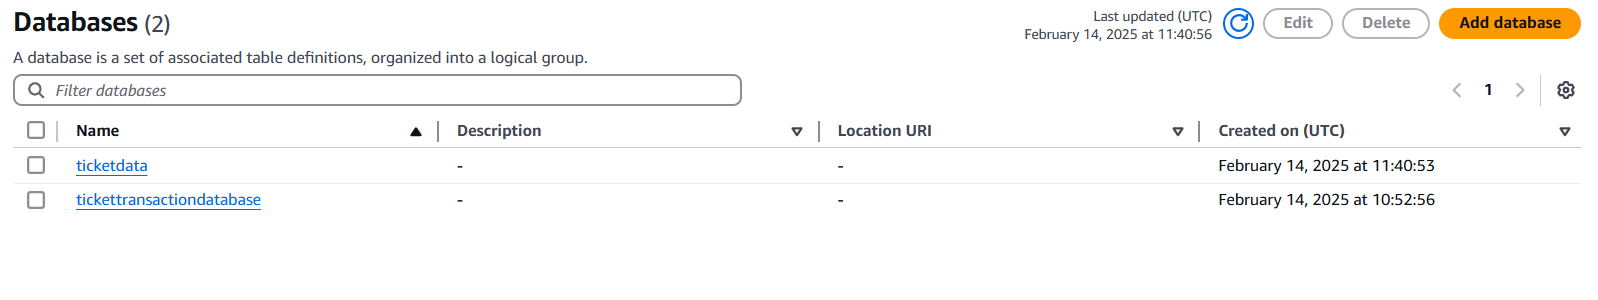 Databases (2)
Last updated (UTC)
February 14, 2025 at 11:40:56
Edit
Delete
Add database
A database is a set of associated table definitions, organized into a logical group.
Filter databases
1
Name Description Location URI Created on (UTC)
ticketdata - - February 14, 2025 at 11:40:53
tickettransactiondatabase - - February 14, 2025 at 10:52:56